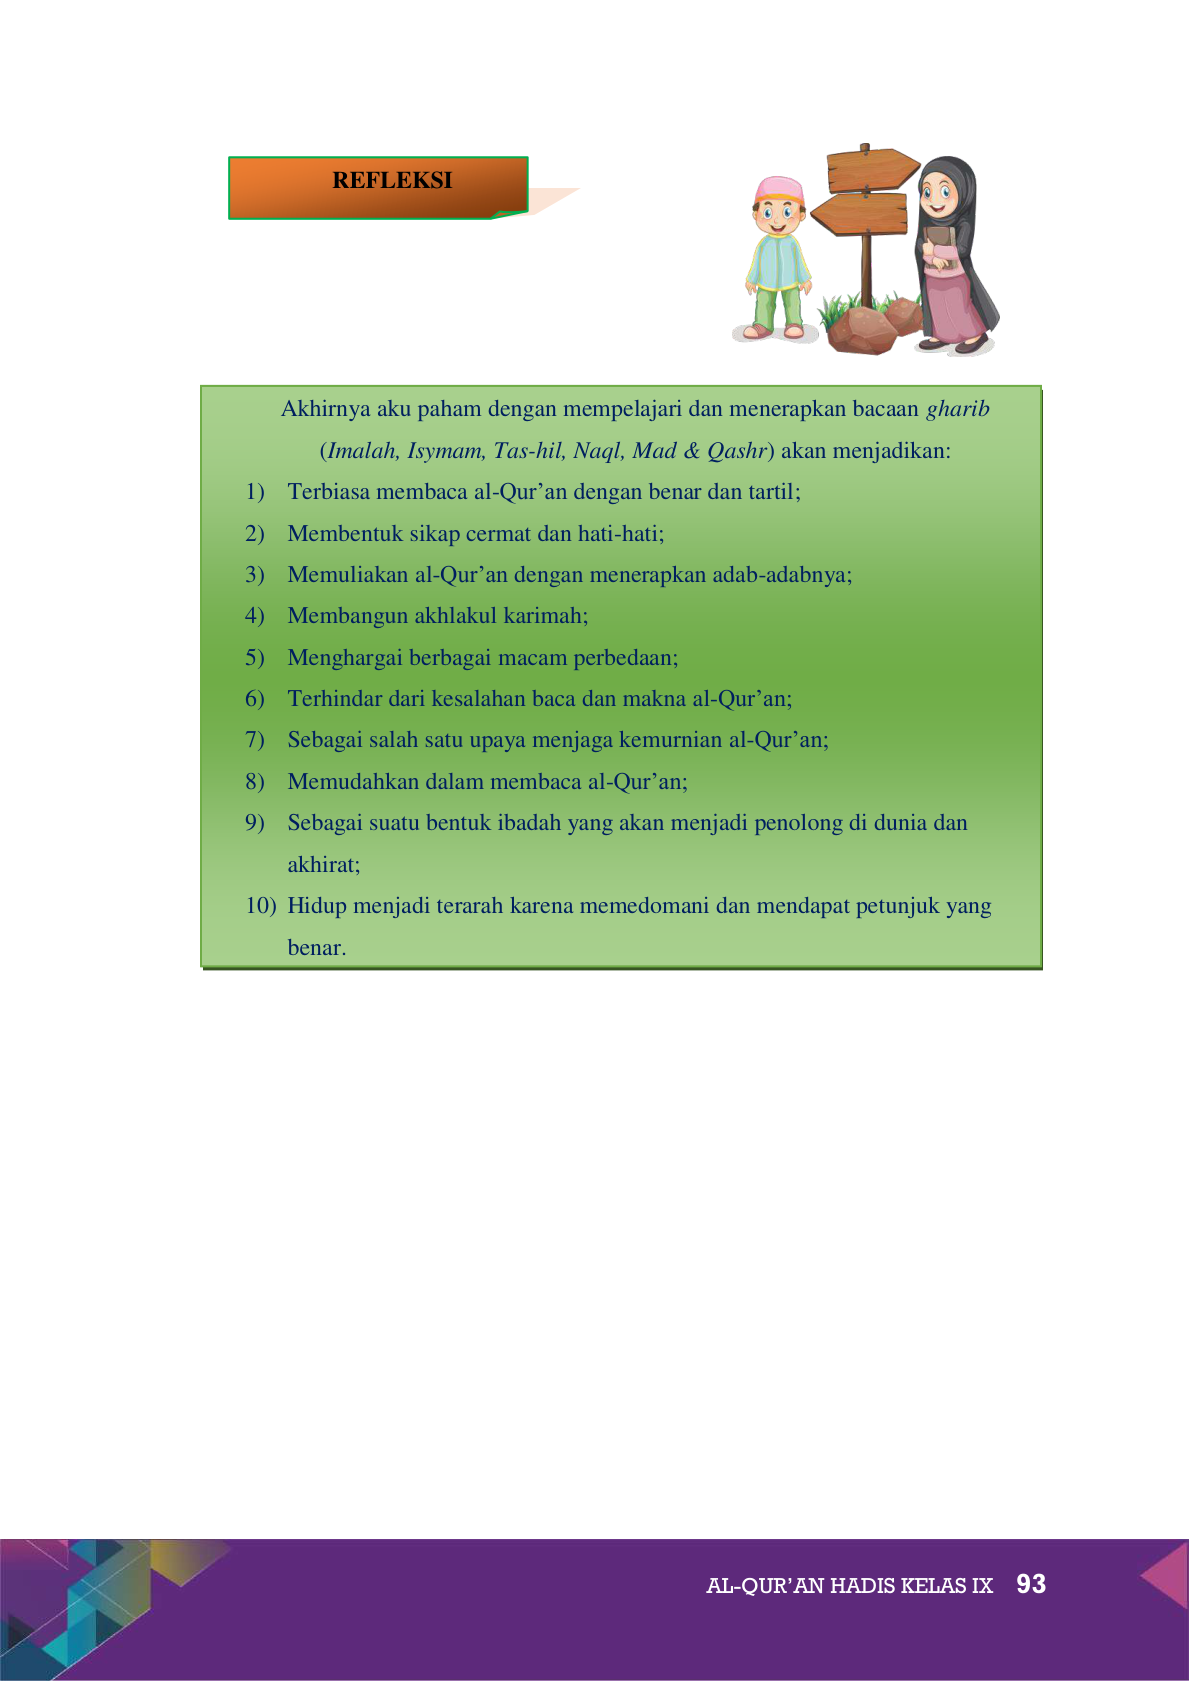 REFLEKSI
Akhirnya aku paham dengan mempelajari dan menerapkan bacaan gharib
(Imalah, Isymam, Tas-hil, Naql, Mad & Qashr) akan menjadikan:
1) Terbiasa membaca al-Qur’an dengan benar dan tartil;
2) Membentuk sikap cermat dan hati-hati;
3) Memuliakan al-Qur’an dengan menerapkan adab-adabnya;
4) Membangun akhlakul karimah;
5) Menghargai berbagai macam perbedaan;
6) Terhindar dari kesalahan baca dan makna al-Qur’an;
7) Sebagai salah satu upaya menjaga kemurnian al-Qur’an;
8) Memudahkan dalam membaca al-Qur’an;
9) Sebagai suatu bentuk ibadah yang akan menjadi penolong di dunia dan
akhirat;
10) Hidup menjadi terarah karena memedomani dan mendapat petunjuk yang
benar.
AL-QUR’AN HADIS KELAS IX 93